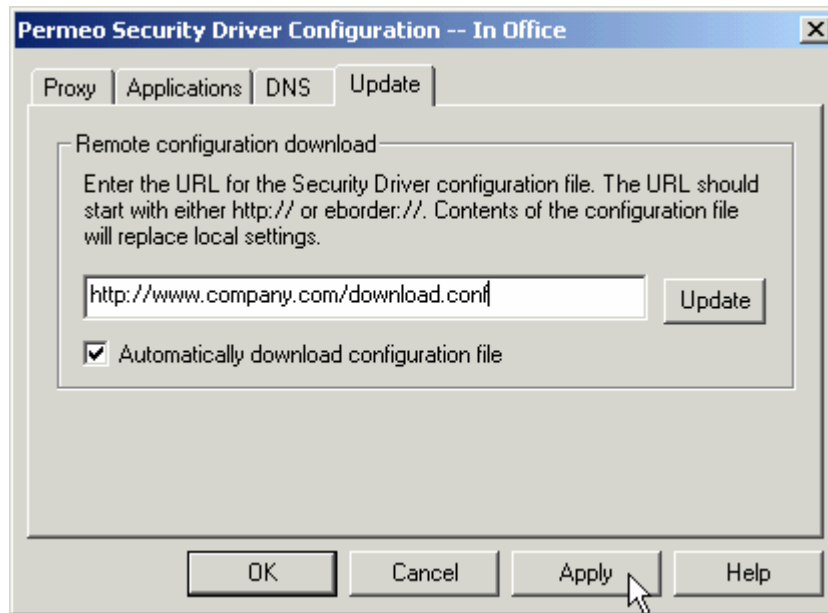 Permeo Security Driver Configuration -- In Office
Proxy Applications DNS Update
Remote configuration download
Enter the URL for the Security Driver configuration file. The URL should
start with either http:// or eborder://. Contents of the configuration file
will replace local settings.
http://www.company.com/download.conf
Update
Automatically download configuration file
OK Cancel Apply Help